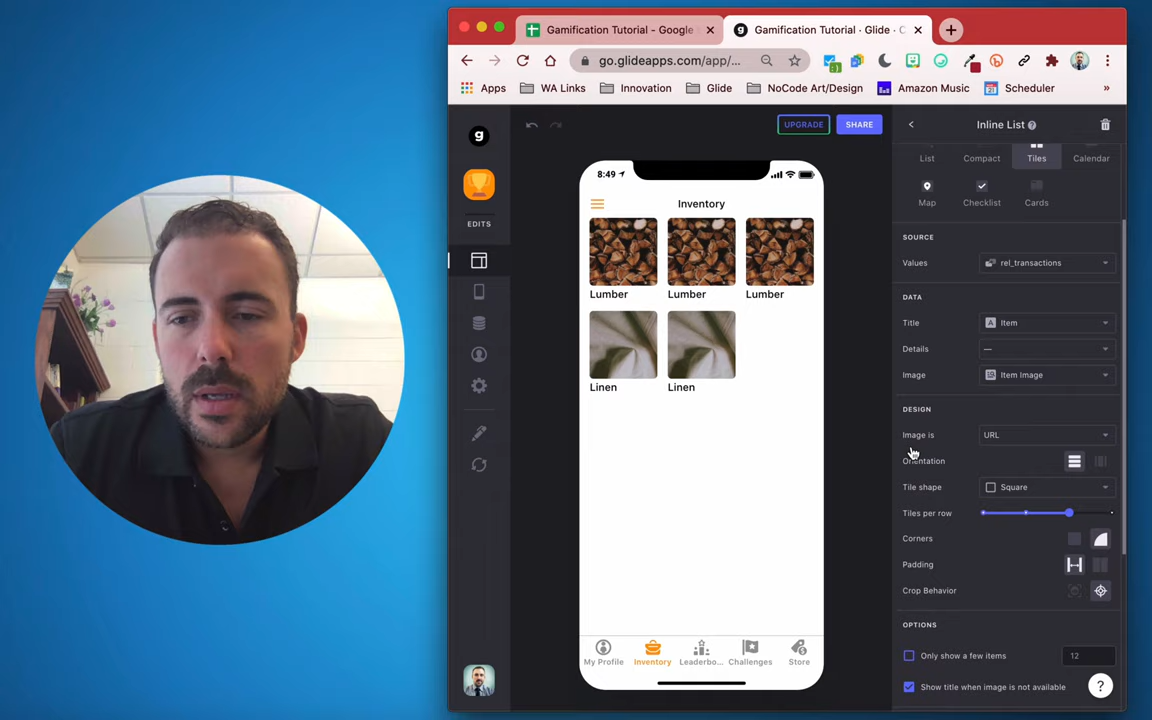 Gamification Tutorial - Google
Gamification Tutorial · Glide · C
go.glideapps.com/app/...
Apps
WA Links
Innovation
Glide
NoCode Art/Design
Amazon Music
Scheduler
»
g
EDITS
UPGRADE
SHARE
Inline List
8:49
Inventory
Lumber
Lumber
Lumber
Linen
Linen
My Profile
Inventory
Leaderbo...
Challenges
Store
List
Compact
Tiles
Calendar
Map
Checklist
Cards
SOURCE
Values
rel_transactions
DATA
Title
A Item
Details
—
Image
Item Image
DESIGN
Image is
URL
Orientation
Tile shape
Square
Tiles per row
Corners
Padding
Crop Behavior
OPTIONS
Only show a few items
12
Show title when image is not available
?